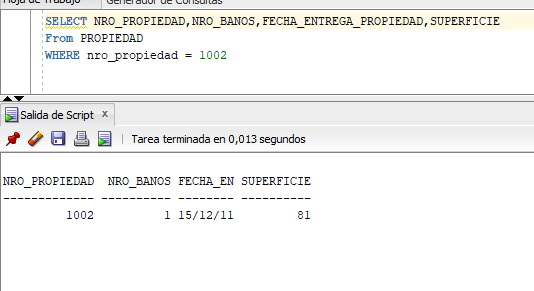 Hoja de Trabajo Generador de Consultas
SELECT NRO_PROPIEDAD,NRO_BANOS,FECHA_ENTREGA_PROPIEDAD,SUPERFICIE
From PROPIEDAD
WHERE nro_propiedad = 1002
Salida de Script x
Tarea terminada en 0,013 segundos
NRO_PROPIEDAD NRO_BANOS FECHA_EN SUPERFICIE
------------- ---------- -------- ----------
1002 1 15/12/11 81